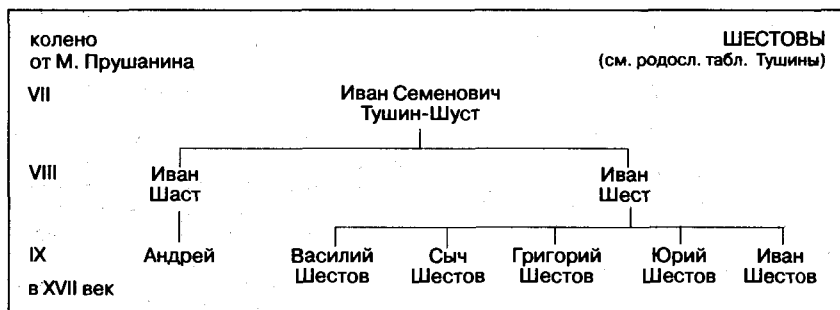 колено
от М. Прушанина
ШЕСТОВЫ
(см. родосл. табл. Тушины)
VII
Иван Семенович
Тушин-Шуст
VIII
Иван
Шаст
Иван
Шест
IX
Андрей
Василий
Шестов
Сыч
Шестов
Григорий
Шестов
Юрий
Шестов
Иван
Шестов
в XVII век